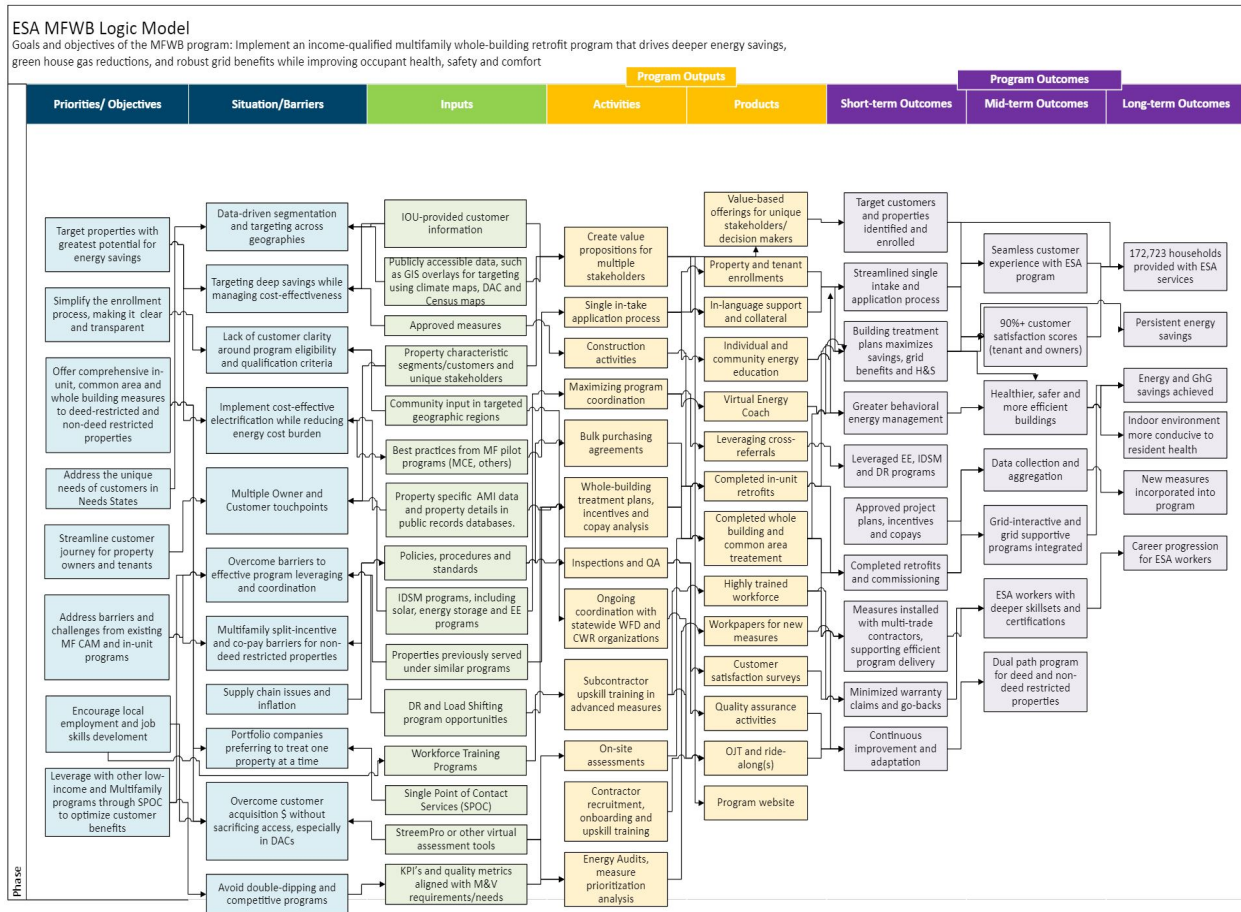 ESA MFWB Logic Model
Goals and objectives of the MFWB program: Implement an income-qualified multifamily whole-building retrofit program that drives deeper energy savings,
green house gas reductions, and robust grid benefits while improving occupant health, safety and comfort
Program Outputs
Program Outcomes
Priorities/ Objectives
Situation/Barriers
Inputs
Activities
Products
Short-term Outcomes
Mid-term Outcomes
Long-term Outcomes
Phase
Target properties with
greatest potential for
energy savings
Simplify the enrollment
process, making it clear
and transparent
Offer comprehensive in-
unit, common area and
whole building measures
to deed-restricted and
non-deed restricted
properties
Address the unique
needs of customers in
Needs States
Streamline customer
journey for property
owners and tenants
Address barriers and
challenges from existing
MF CAM and in-unit
programs
Encourage local
employment and job
skills develoment
Leverage with other low-
income and Multifamily
programs through SPOC
to optimize customer
benefits
Data-driven segmentation
and targeting across
geographies
Targeting deep savings while
managing cost-effectiveness
Lack of customer clarity
around program eligibility
and qualification criteria
Implement cost-effective
electrification while reducing
energy cost burden
Multiple Owner and
Customer touchpoints
Overcome barriers to
effective program leveraging
and coordination
Multifamily split-incentive
and co-pay barriers for non-
deed restricted properties
Supply chain issues and
inflation
Portfolio companies
preferring to treat one
property at a time
Overcome customer
acquisition $ without
sacrificing access, especially
in DACs
Avoid double-dipping and
competitive programs
IOU-provided customer
information
Publicly accessible data, such
as GIS overlays for targeting
using climate maps, DAC and
Census maps
Approved measures
Property characteristic
segments/customers and
unique stakeholders
Community input in targeted
geographic regions
Best practices from MF pilot
programs (MCE, others)
Property specific AMI data
and property details in
public records databases.
Policies, procedures and
standards
IDSM programs, including
solar, energy storage and EE
programs
Properties previously served
under similar programs
DR and Load Shifting
program opportunities
Workforce Training
Programs
Single Point of Contact
Services (SPOC)
StreemPro or other virtual
assessment tools
KPI's and quality metrics
aligned with M&V
requirements/needs
Create value
propositions for
multiple
stakeholders
Single in-take
application process
Construction
activities
Maximizing program
coordination
Bulk purchasing
agreements
Whole-building
treatment plans,
incentives and
copay analysis
Inspections and QA
Ongoing
coordination with
statewide WFD and
CWR organizations
Subcontractor
upskill training in
advanced measures
On-site
assessments
Contractor
recruitment,
onboarding and
upskill training
Energy Audits,
measure
prioritization
analysis
Value-based
offerings for unique
stakeholders/
decision makers
Property and tenant
enrollments
In-language support
and collateral
Individual and
community energy
education
Virtual Energy
Coach
Leveraging cross-
referrals
Completed in-unit
retrofits
Completed whole
building and
common area
treatement
Highly trained
workforce
Workpapers for new
measures
Customer
satisfaction surveys
Quality assurance
activities
OJT and ride-
along(s)
Program website
Target customers
and properties
identified and
enrolled
Streamlined single
intake and
application process
Building treatment
plans maximizes
savings, grid
benefits and H&S
Greater behavioral
energy management
Leveraged EE, IDSM
and DR programs
Approved project
plans, incentives
and copays
Completed retrofits
and commissioning
Measures installed
with multi-trade
contractors,
supporting efficient
program delivery
Minimized warranty
claims and go-backs
Continuous
improvement and
adaptation
Seamless customer
experience with ESA
program
90%+ customer
satisfaction scores
(tenant and owners)
Healthier, safer and
more efficient
buildings
Data collection and
aggregation
Grid-interactive and
grid supportive
programs integrated
ESA workers with
deeper skillsets and
certifications
Dual path program
for deed and non-
deed restricted
properties
172,723 households
provided with ESA
services
Persistent energy
savings
Energy and GhG
savings achieved
Indoor environment
more conducive to
resident health
New measures
incorporated into
program
Career progression
for ESA workers